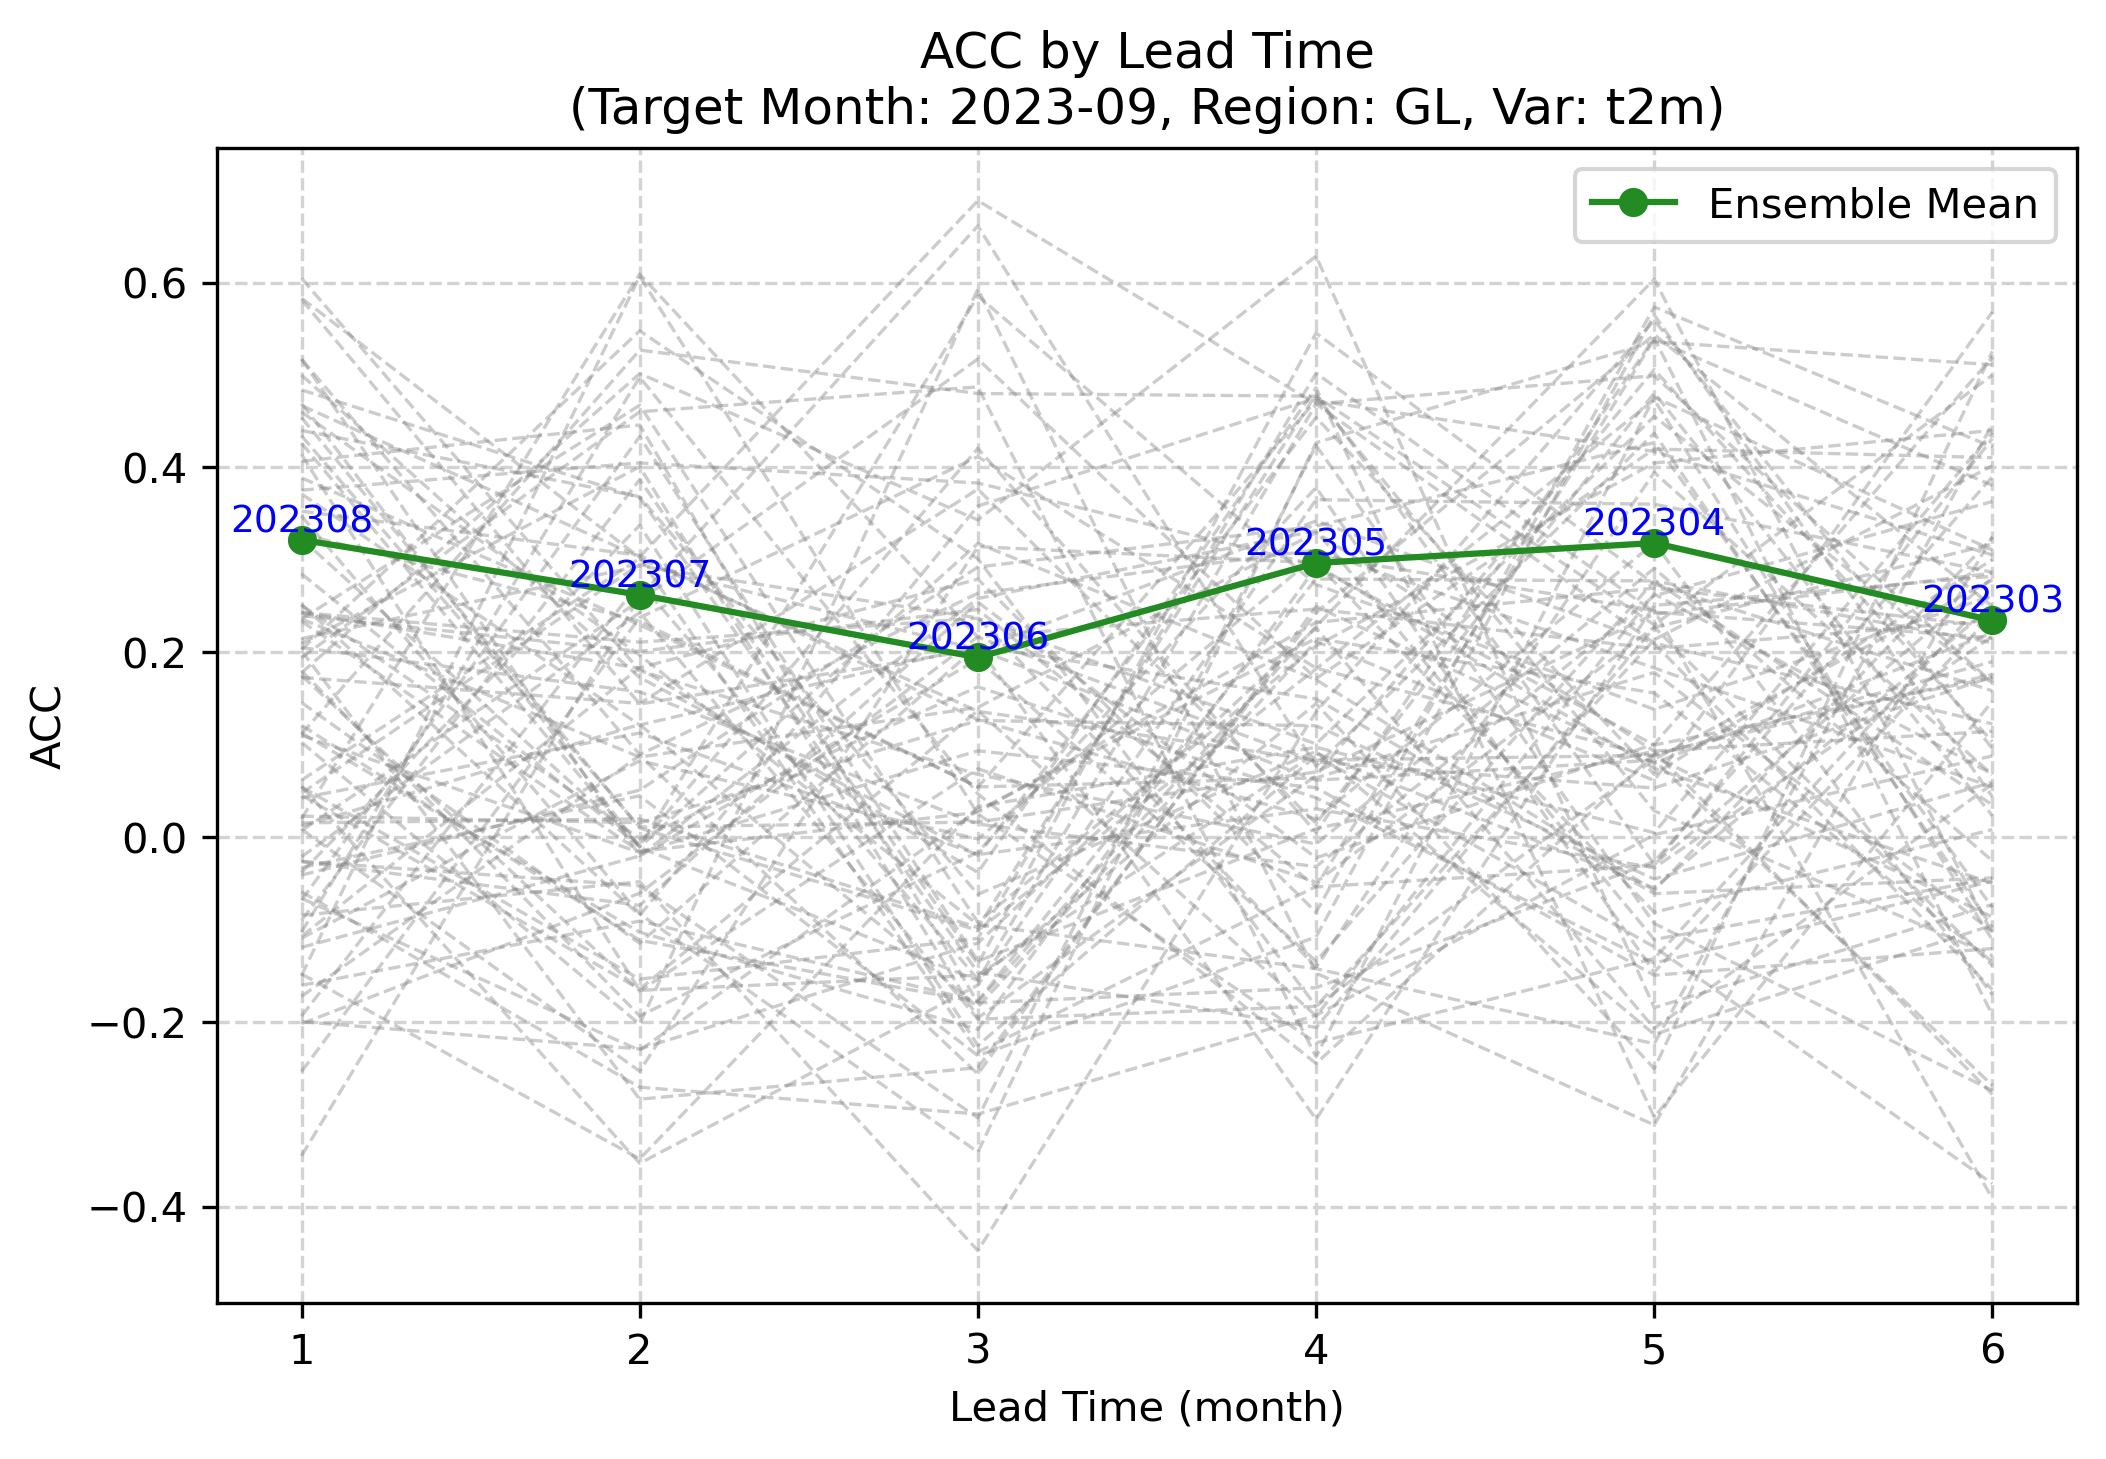 ACC by Lead Time
(Target Month: 2023-09, Region: GL, Var: t2m)
Ensemble Mean
0.6
0.4
0.2
0.0
−0.2
−0.4
ACC
202308
202307
202306
202305
202304
202303
1 2 3 4 5 6
Lead Time (month)